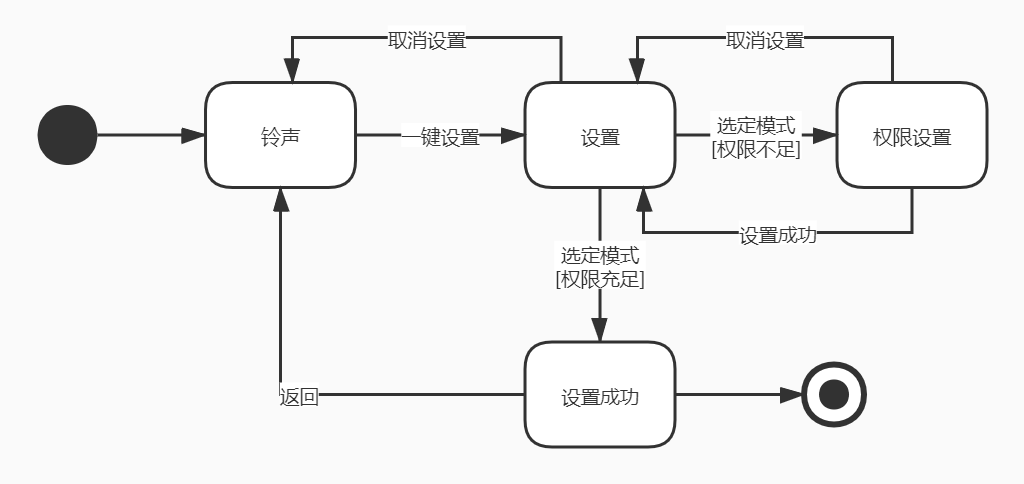 取消设置
取消设置
铃声
一键设置
设置
选定模式
[权限不足]
权限设置
设置成功
选定模式
[权限充足]
返回
设置成功